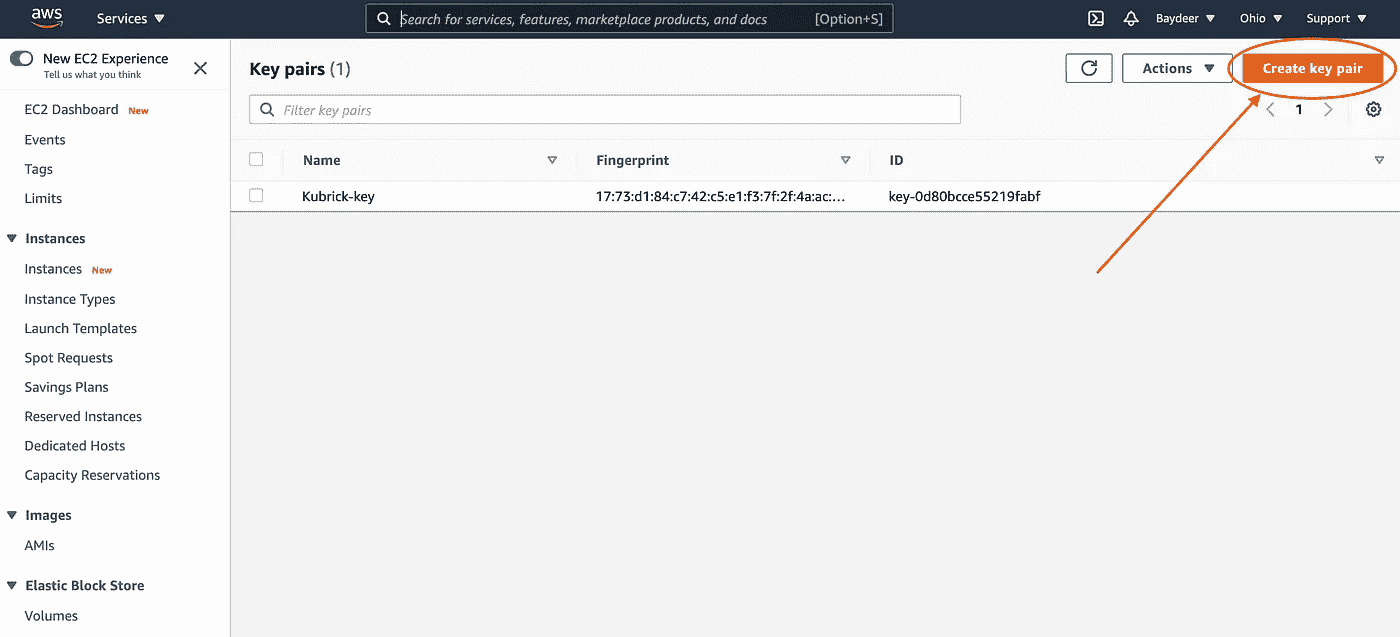 aws Services Search for services, features, marketplace products, and docs [Option+S] Baydeer Ohio Support
New EC2 Experience
Tell us what you think
EC2 Dashboard New
Events
Tags
Limits
Instances
Instances New
Instance Types
Launch Templates
Spot Requests
Savings Plans
Reserved Instances
Dedicated Hosts
Capacity Reservations
Images
AMIs
Elastic Block Store
Volumes
Key pairs (1) Actions Create key pair
Filter key pairs 1
Name Fingerprint ID
Kubrick-key 17:73:d1:84:c7:42:c5:e1:f3:7f:2f:4a:ac:... key-0d80bcce55219fabf